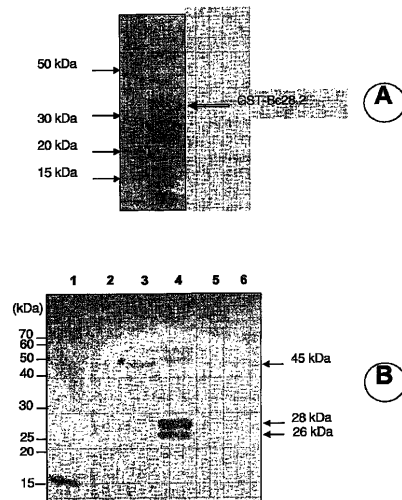 50 kDa
GST-Bc28.2
A
30 kDa
20 kDa
15 kDa
1 2 3 4 5 6
(kDa)
70
60
50
40
45 kDa
B
30
28 kDa
26 kDa
25
20
15
*